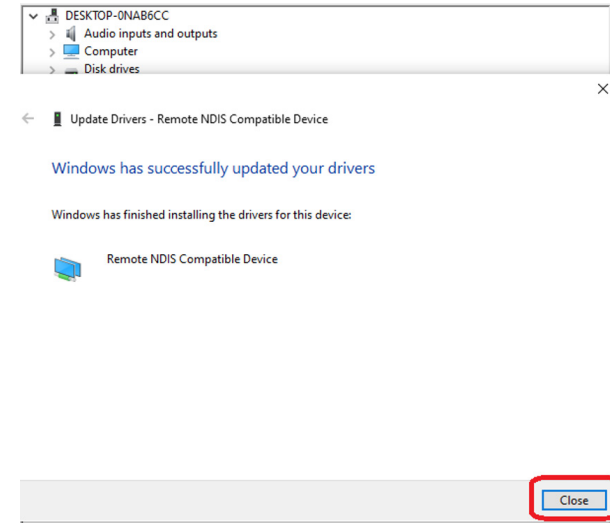 DESKTOP-0NAB6CC
Audio inputs and outputs
Computer
Disk drives
Update Drivers - Remote NDIS Compatible Device
Windows has successfully updated your drivers
Windows has finished installing the drivers for this device:
Remote NDIS Compatible Device
Close